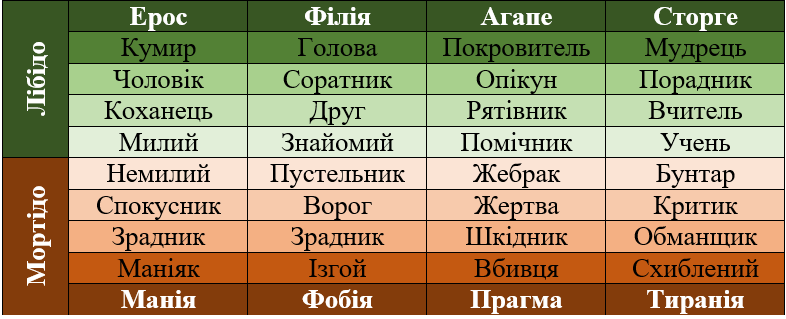 Ерос Філія Агапе Сторге
Лібідо
Кумир Голова Покровитель Мудрець
Чоловік Соратник Опікун Порадник
Коханець Друг Рятівник Вчитель
Милий Знайомий Помічник Учень
Мортідо
Немилий Пустельник Жебрак Бунтар
Спокусник Ворог Жертва Критик
Зрадник Зрадник Шкідник Обманщик
Маніяк Ізгой Вбивця Схиблений
Манія Фобія Прагма Тиранія